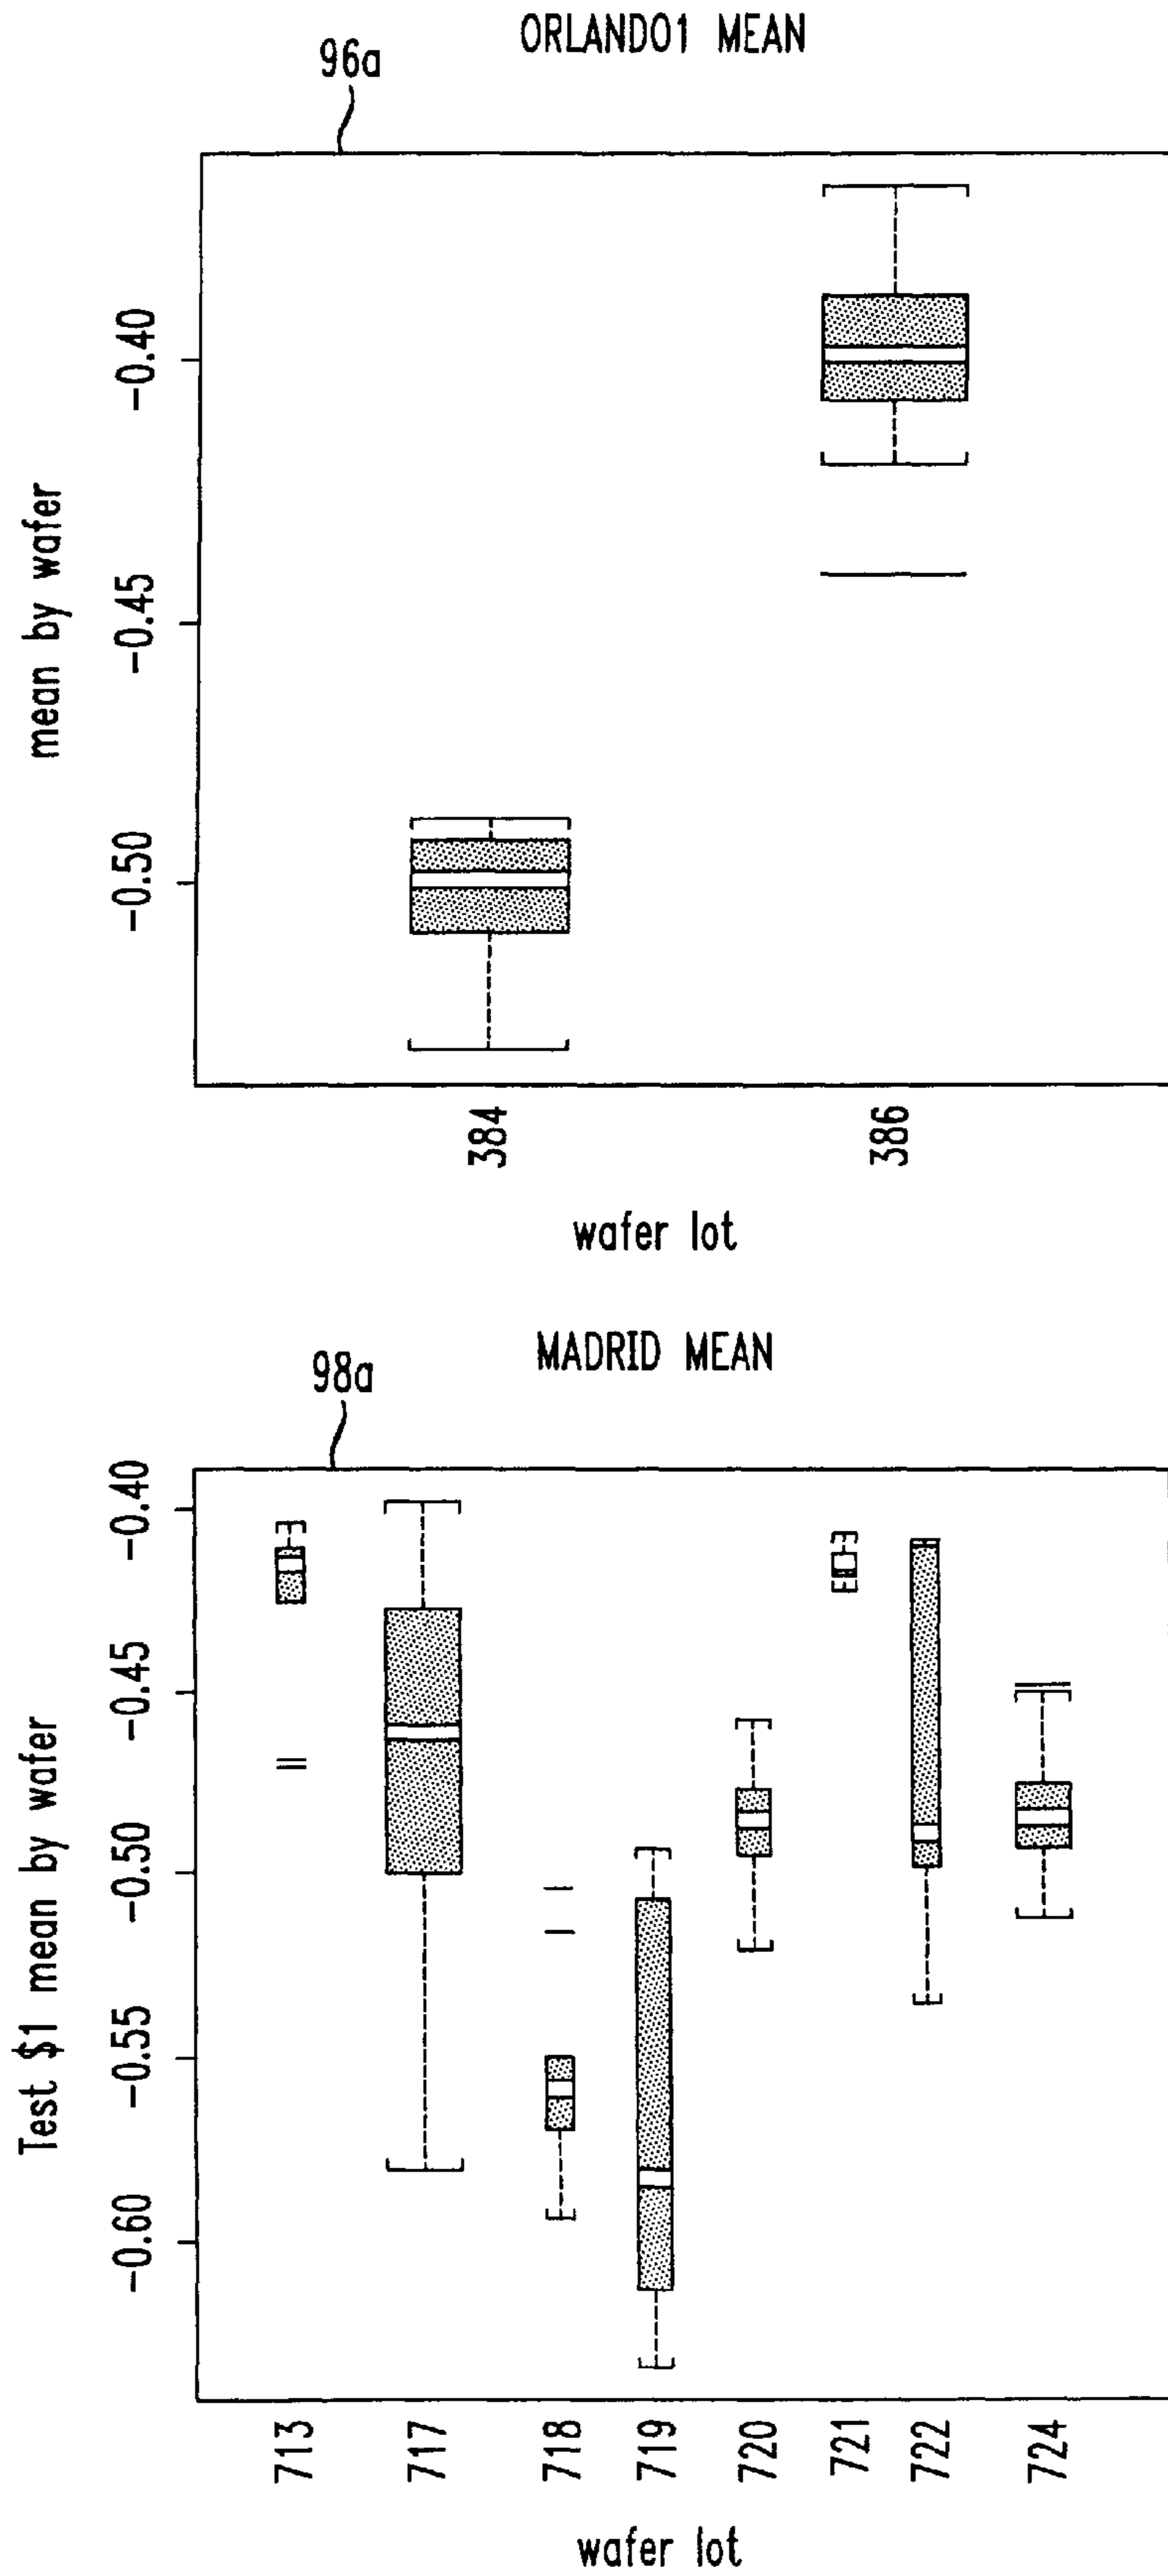 ORLANDO1 MEAN
96a
mean by wafer
-0.40
-0.45
-0.50
384
386
wafer lot
MADRID MEAN
98a
Test $1 mean by wafer
-0.40
-0.45
-0.50
-0.55
-0.60
713
717
718
719
720
721
722
724
wafer lot